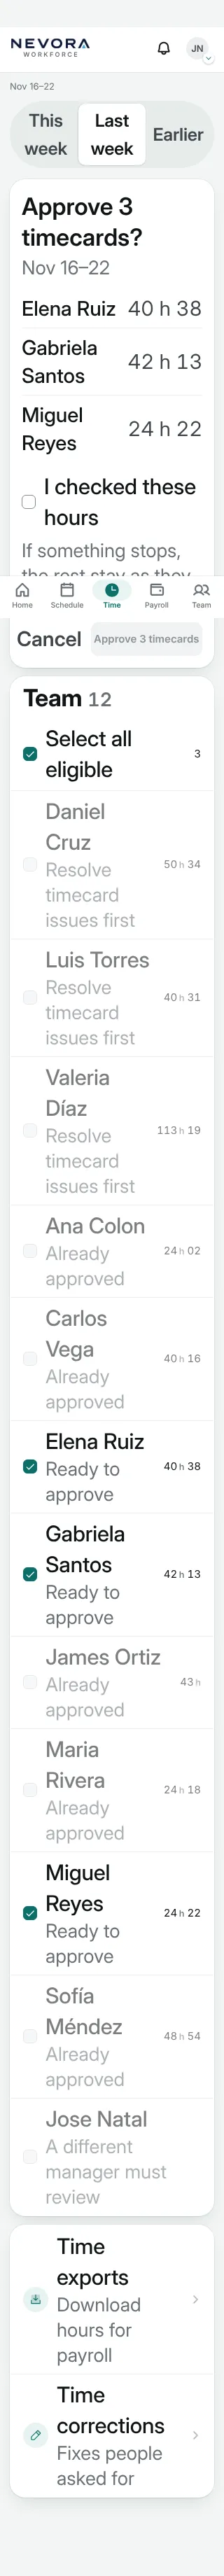 NEVORA
WORKFORCE
JN
Nov 16–22
This week
Last week
Earlier
Approve 3
timecards?
Nov 16–22
Elena Ruiz 40 h 38
Gabriela
Santos
42 h 13
Miguel
Reyes
24 h 22
I checked these
hours
If something stops,
the rest stay as they
Home
Schedule
Time
Payroll
Team
Cancel
Approve 3 timecards
Team 12
Select all
eligible
3
Daniel
Cruz
Resolve
timecard
issues first
50 h 34
Luis Torres
Resolve
timecard
issues first
40 h 31
Valeria
Díaz
Resolve
timecard
issues first
113 h 19
Ana Colon
Already
approved
24 h 02
Carlos
Vega
Already
approved
40 h 16
Elena Ruiz
Ready to
approve
40 h 38
Gabriela
Santos
Ready to
approve
42 h 13
James Ortiz
Already
approved
43 h
Maria
Rivera
Already
approved
24 h 18
Miguel
Reyes
Ready to
approve
24 h 22
Sofía
Méndez
Already
approved
48 h 54
Jose Natal
A different
manager must
review
Time
exports
Download
hours for
payroll
Time
corrections
Fixes people
asked for